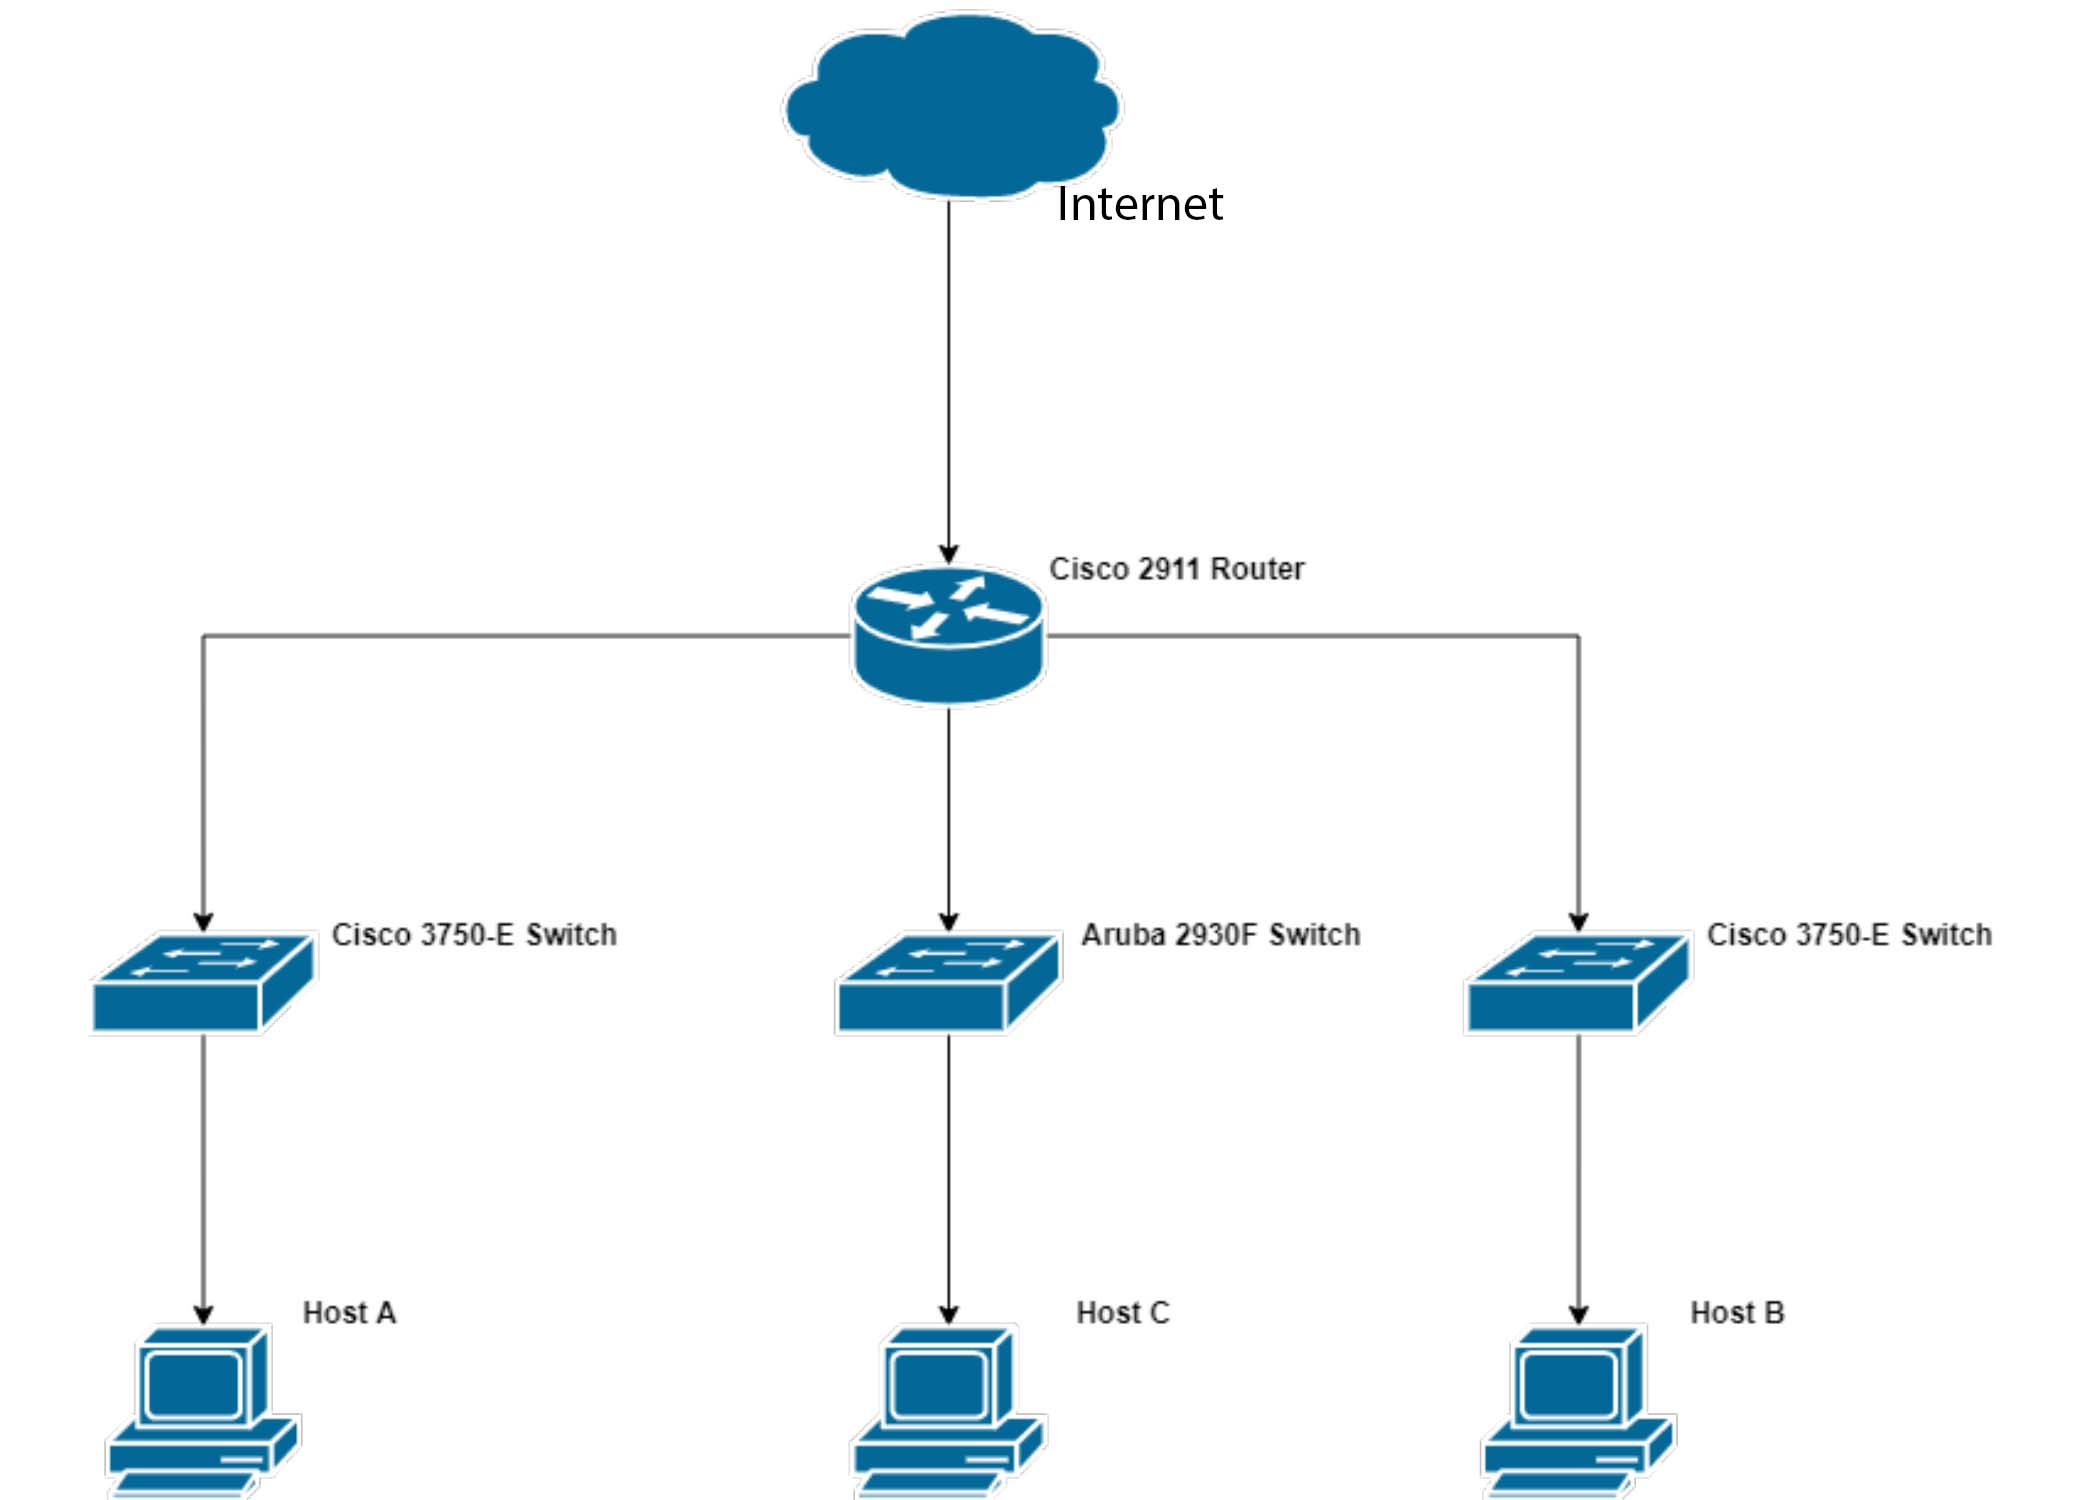 Internet
Cisco 2911 Router
Cisco 3750-E Switch
Aruba 2930F Switch
Cisco 3750-E Switch
Host A
Host C
Host B